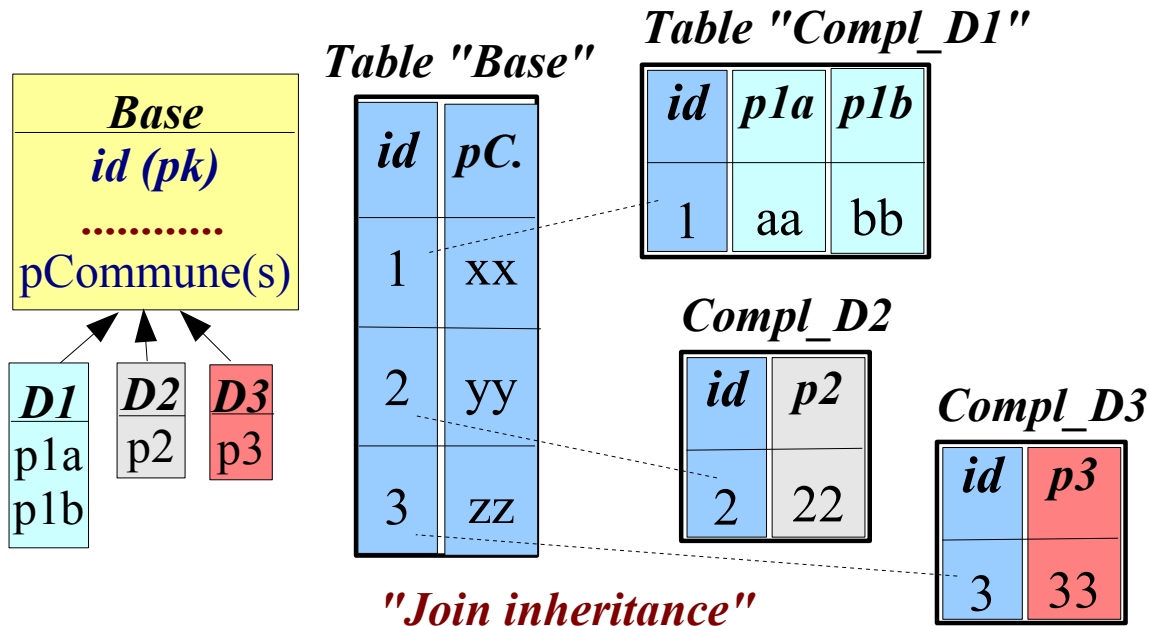 Base
id (pk)
............
pCommune(s)
D1
p1a
p1b
D2
p2
D3
p3
Table "Base"
id pC.
1 xx
2 yy
3 zz
Table "Compl_D1"
id p1a p1b
1 aa bb
Compl_D2
id p2
2 22
Compl_D3
id p3
3 33
"Join inheritance"